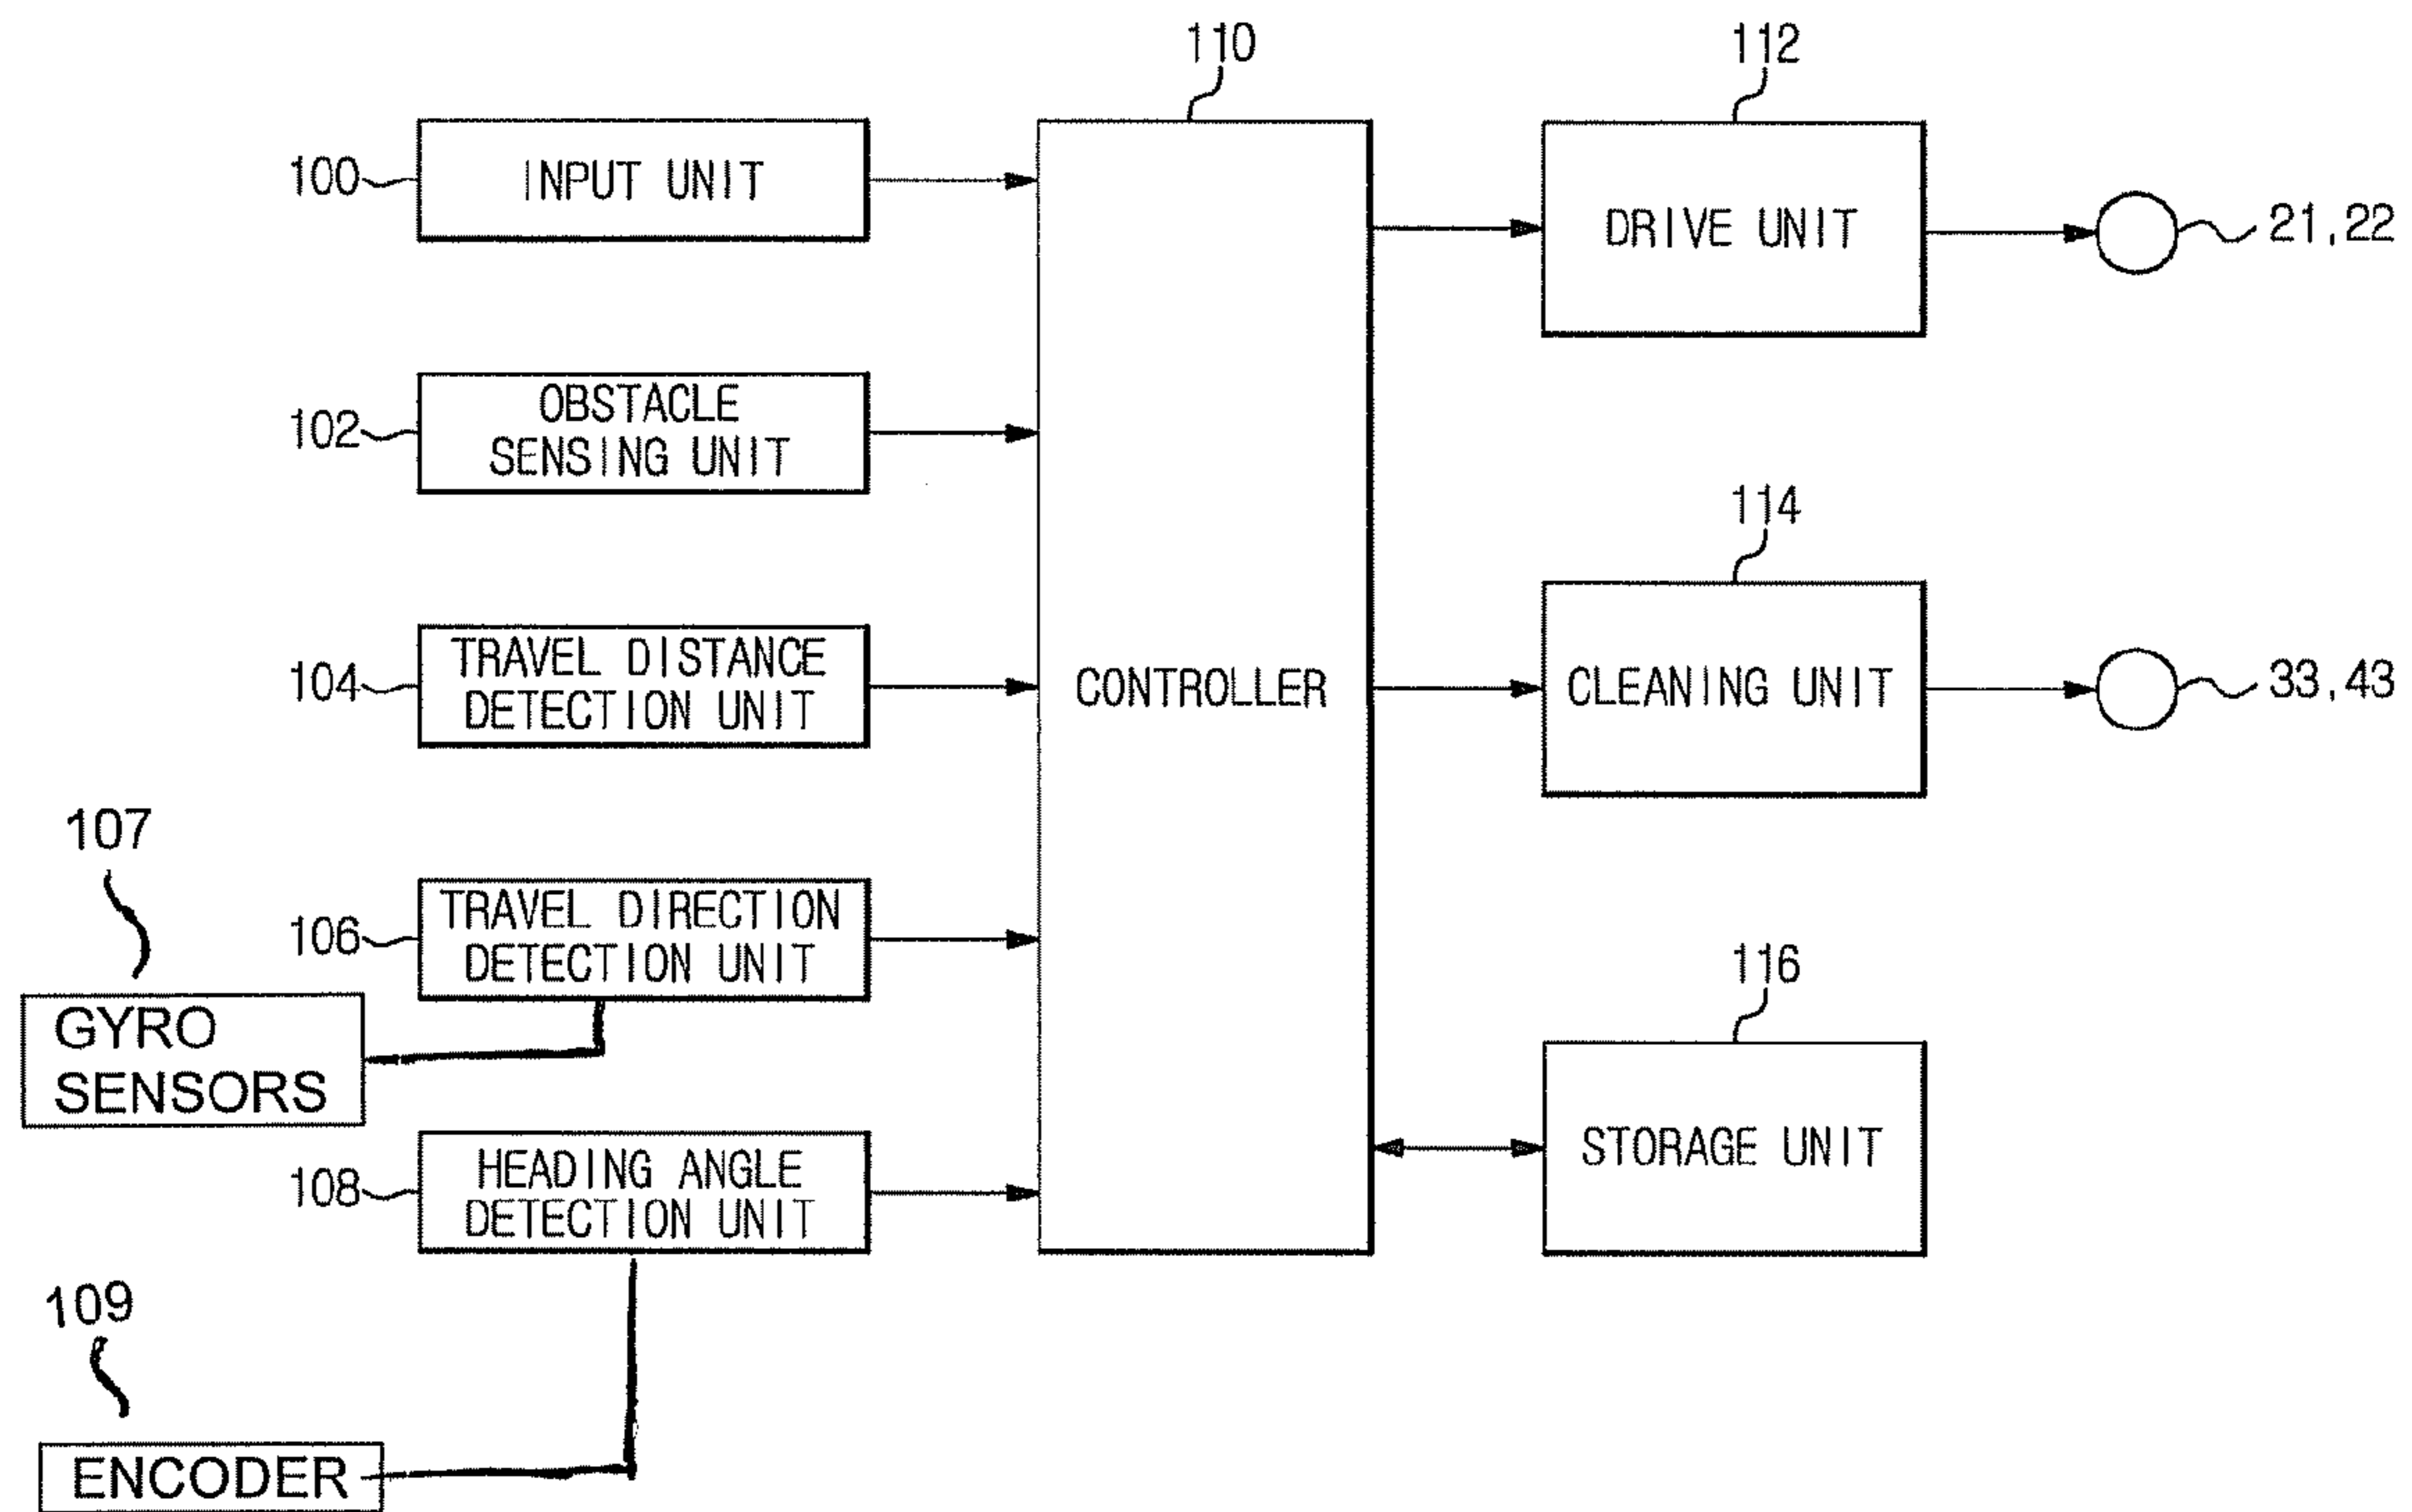 110
112
100
INPUT UNIT
DRIVE UNIT
21,22
102
OBSTACLE
SENSING UNIT
114
104
TRAVEL DISTANCE
DETECTION UNIT
CONTROLLER
CLEANING UNIT
33,43
107
106
TRAVEL DIRECTION
DETECTION UNIT
116
GYRO
SENSORS
108
HEADING ANGLE
DETECTION UNIT
STORAGE UNIT
109
ENCODER